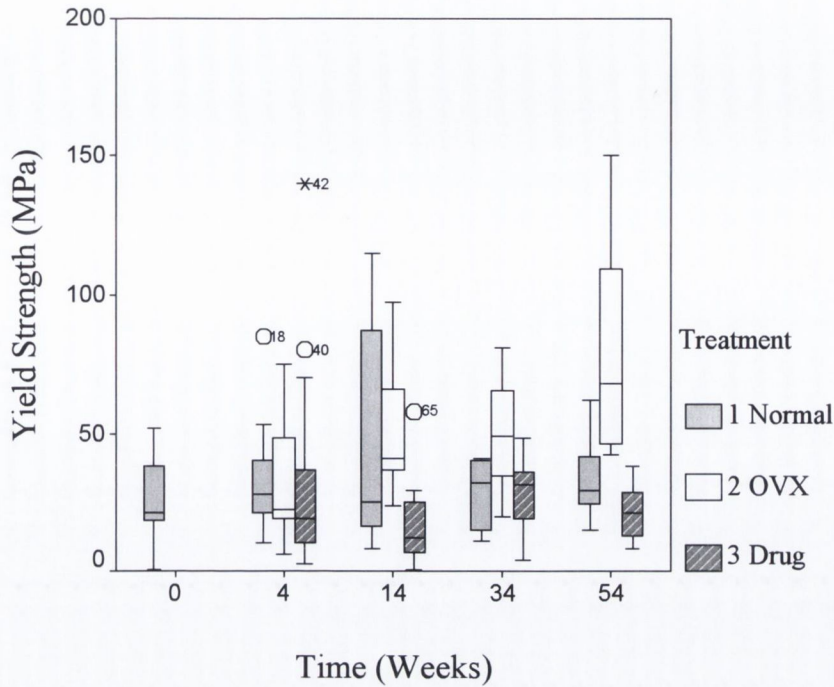 200
150
100
50
0
Yield Strength (MPa)
42
18
40
65
0 4 14 34 54
Time (Weeks)
Treatment
1 Normal
2 OVX
3 Drug